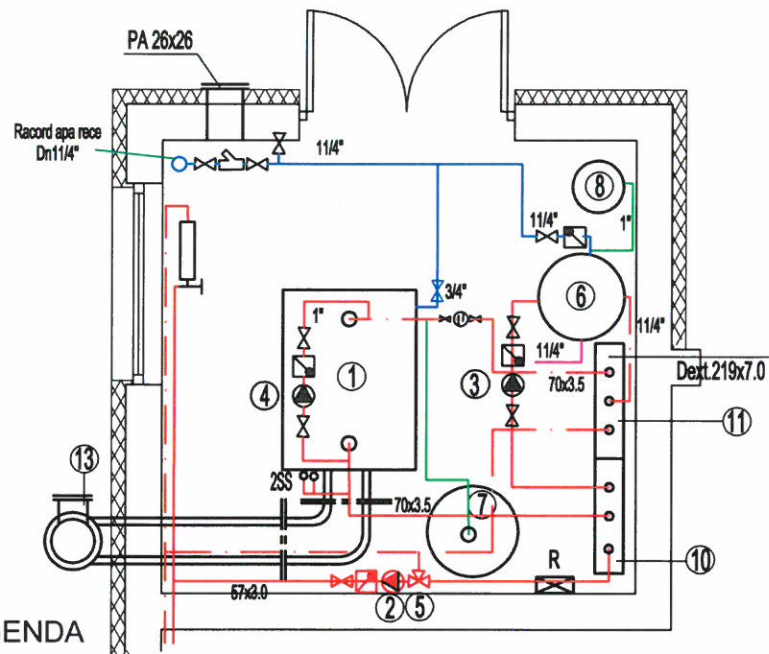 PA 26x26
Racord apa rece
Dn11/4"
11/4"
8
11/4"
1"
3/4"
6
1"
11/4"
1
11/4"
4
3
70x3.5
Dext.219x7.0
11
13
2SS
70x3.5
7
R
10
57x3.0
2
5
ENDA